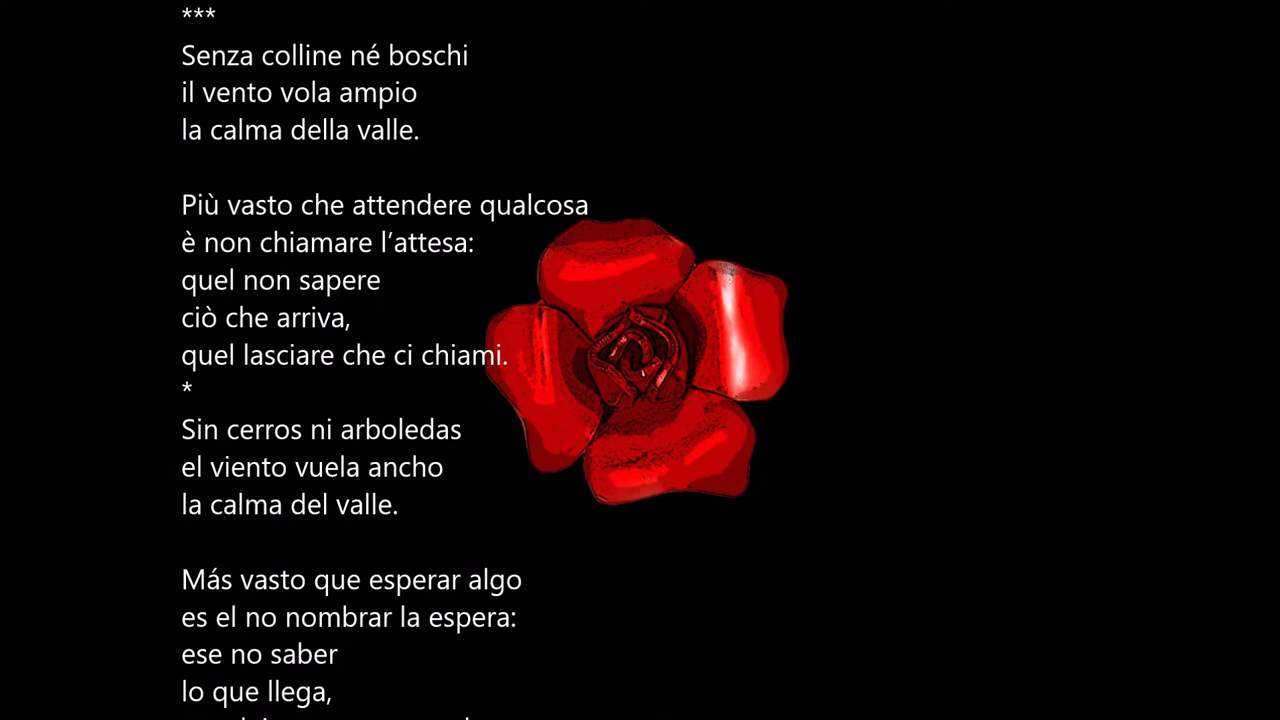 ***
Senza colline né boschi
il vento vola ampio
la calma della valle.
Più vasto che attendere qualcosa
è non chiamare l’attesa:
quel non sapere
ciò che arriva,
quel lasciare che ci chiami.
*
Sin cerros ni arboledas
el viento vuela ancho
la calma del valle.
Más vasto que esperar algo
es el no nombrar la espera:
ese no saber
lo que llega,